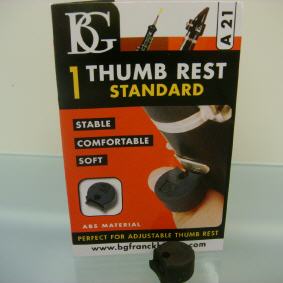 BG
A 21
1 THUMB REST
STANDARD
STABLE
COMFORTABLE
SOFT
ABS MATERIAL
PERFECT FOR ADJUSTABLE THUMB REST